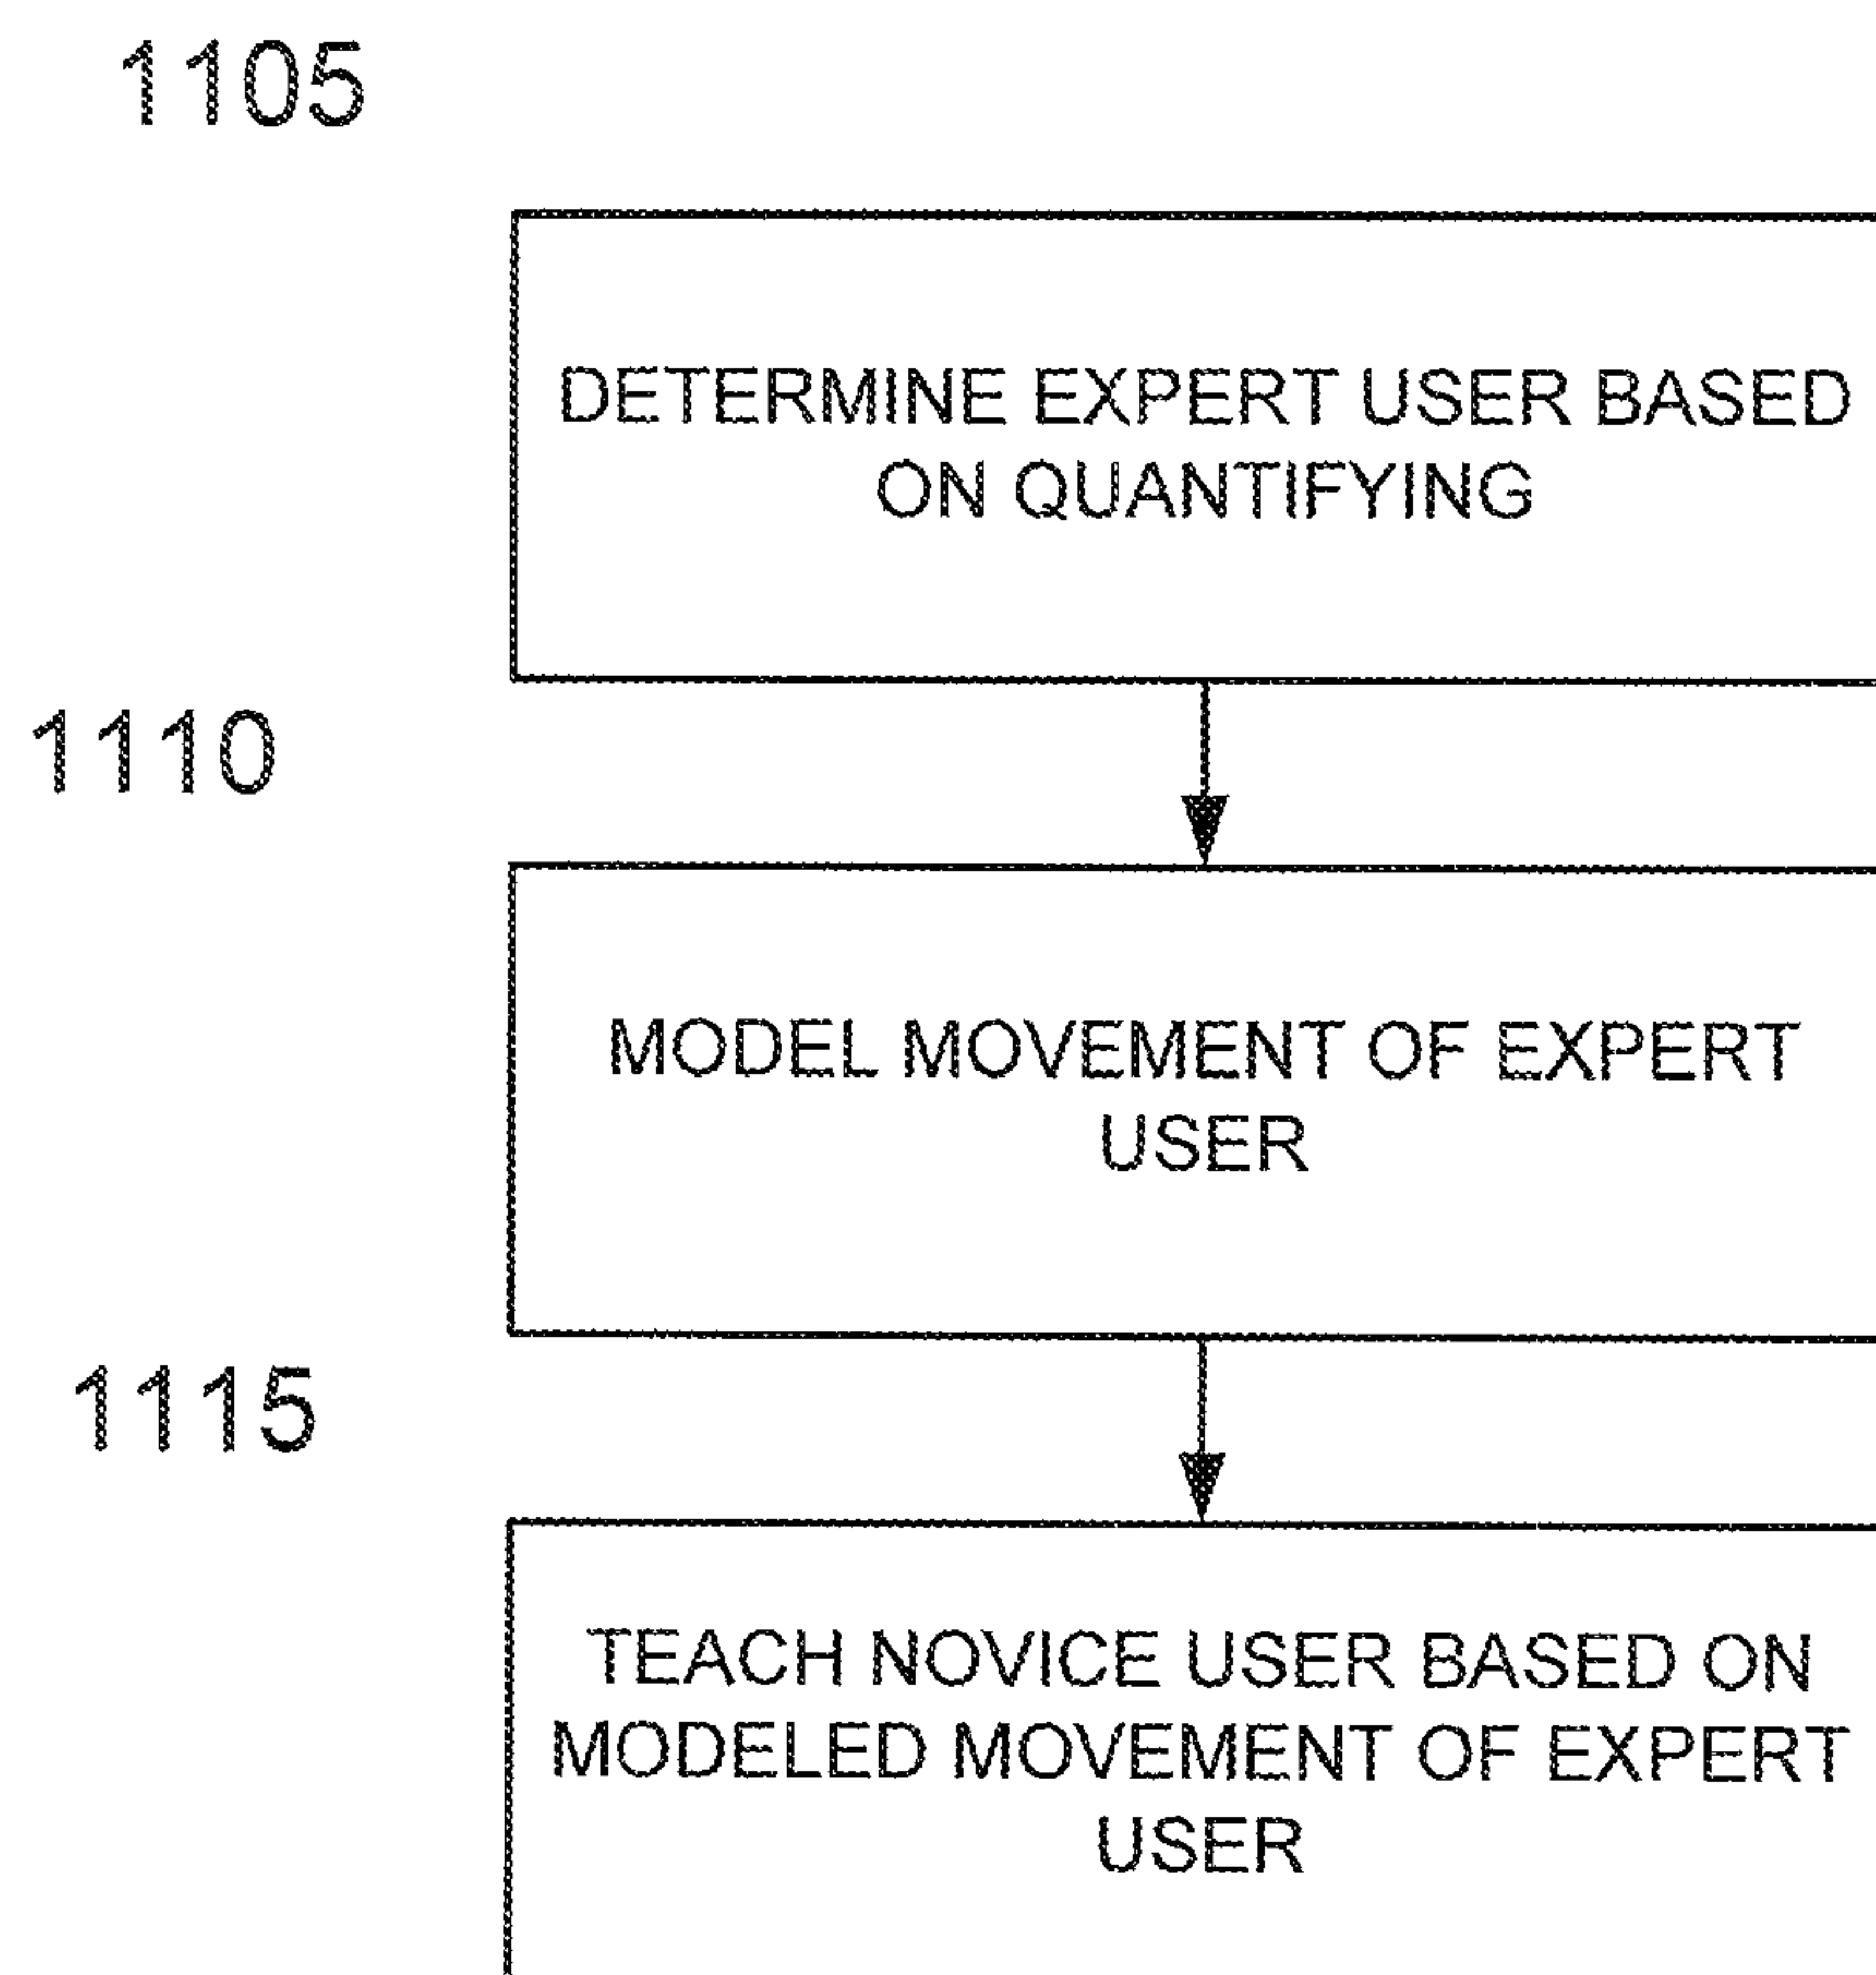 1105
DETERMINE EXPERT USER BASED
ON QUANTIFYING
1110
MODEL MOVEMENT OF EXPERT
USER
1115
TEACH NOVICE USER BASED ON
MODELED MOVEMENT OF EXPERT
USER